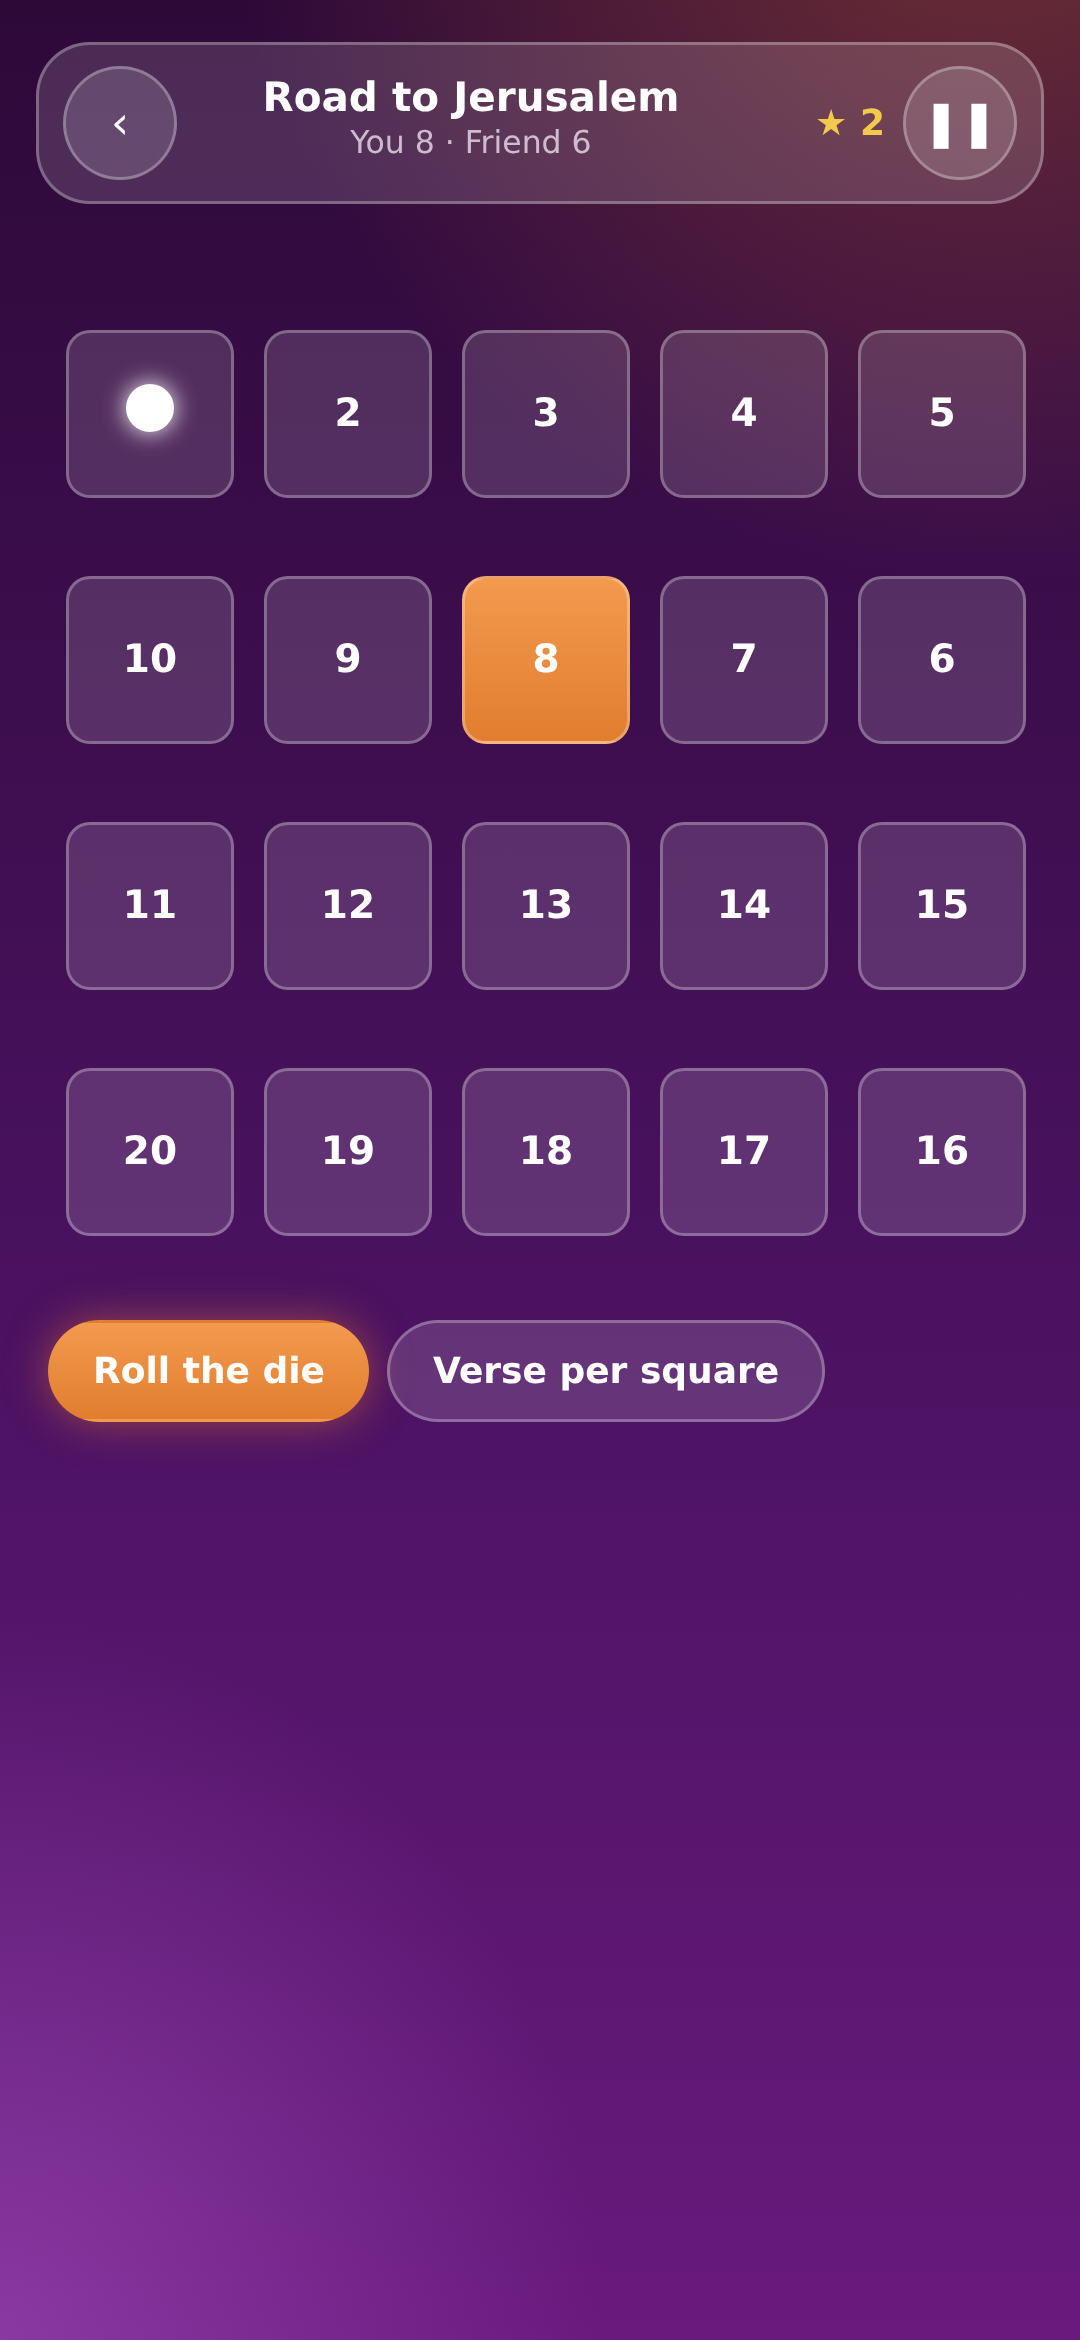 Road to Jerusalem
You 8 · Friend 6
★ 2
2 3 4 5
10 9 8 7 6
11 12 13 14 15
20 19 18 17 16
Roll the die Verse per square